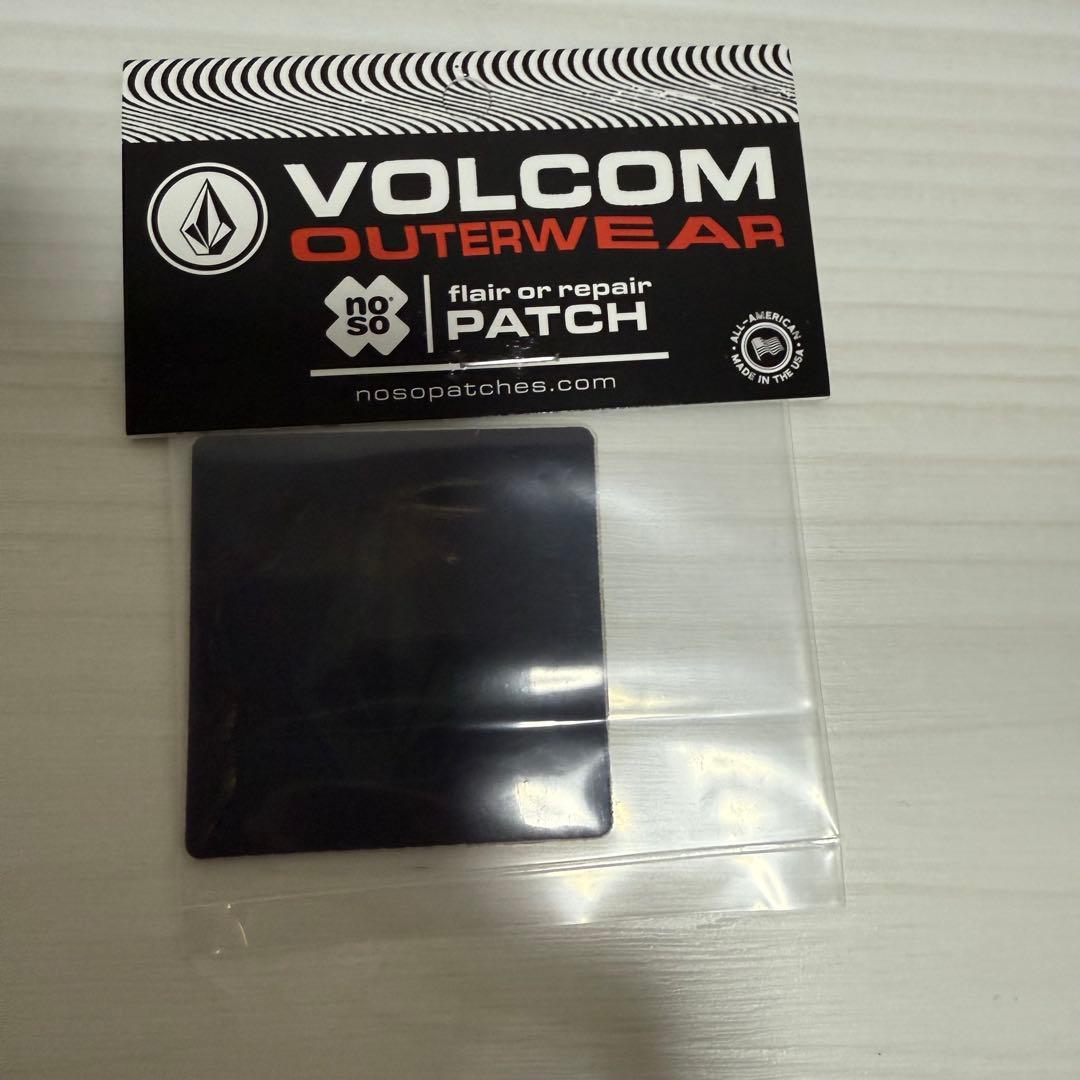 VOLCOM
OUTERWEAR
no®
so
flair or repair
PATCH
nosopatches.com
ALL-AMERICAN
MADE IN THE USA